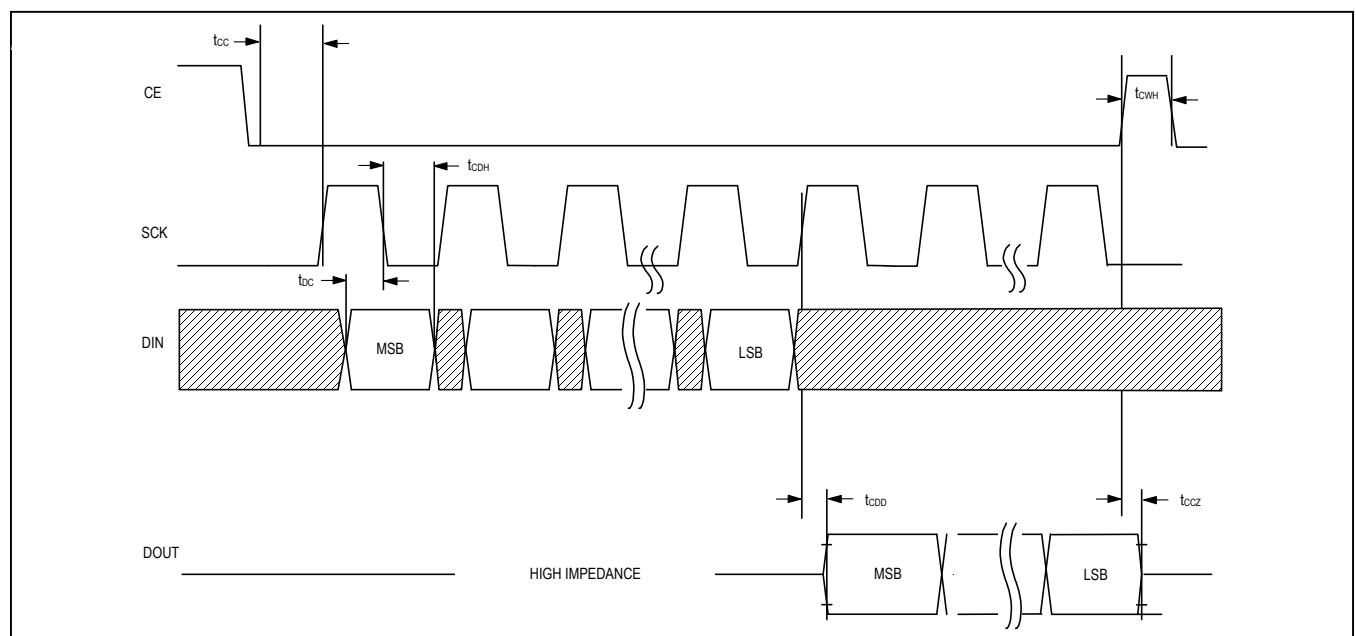 tCC
CE
tCWH
tCDH
SCK
tDC
DIN
MSB
LSB
tCDD
tCCZ
DOUT
HIGH IMPEDANCE
MSB
LSB